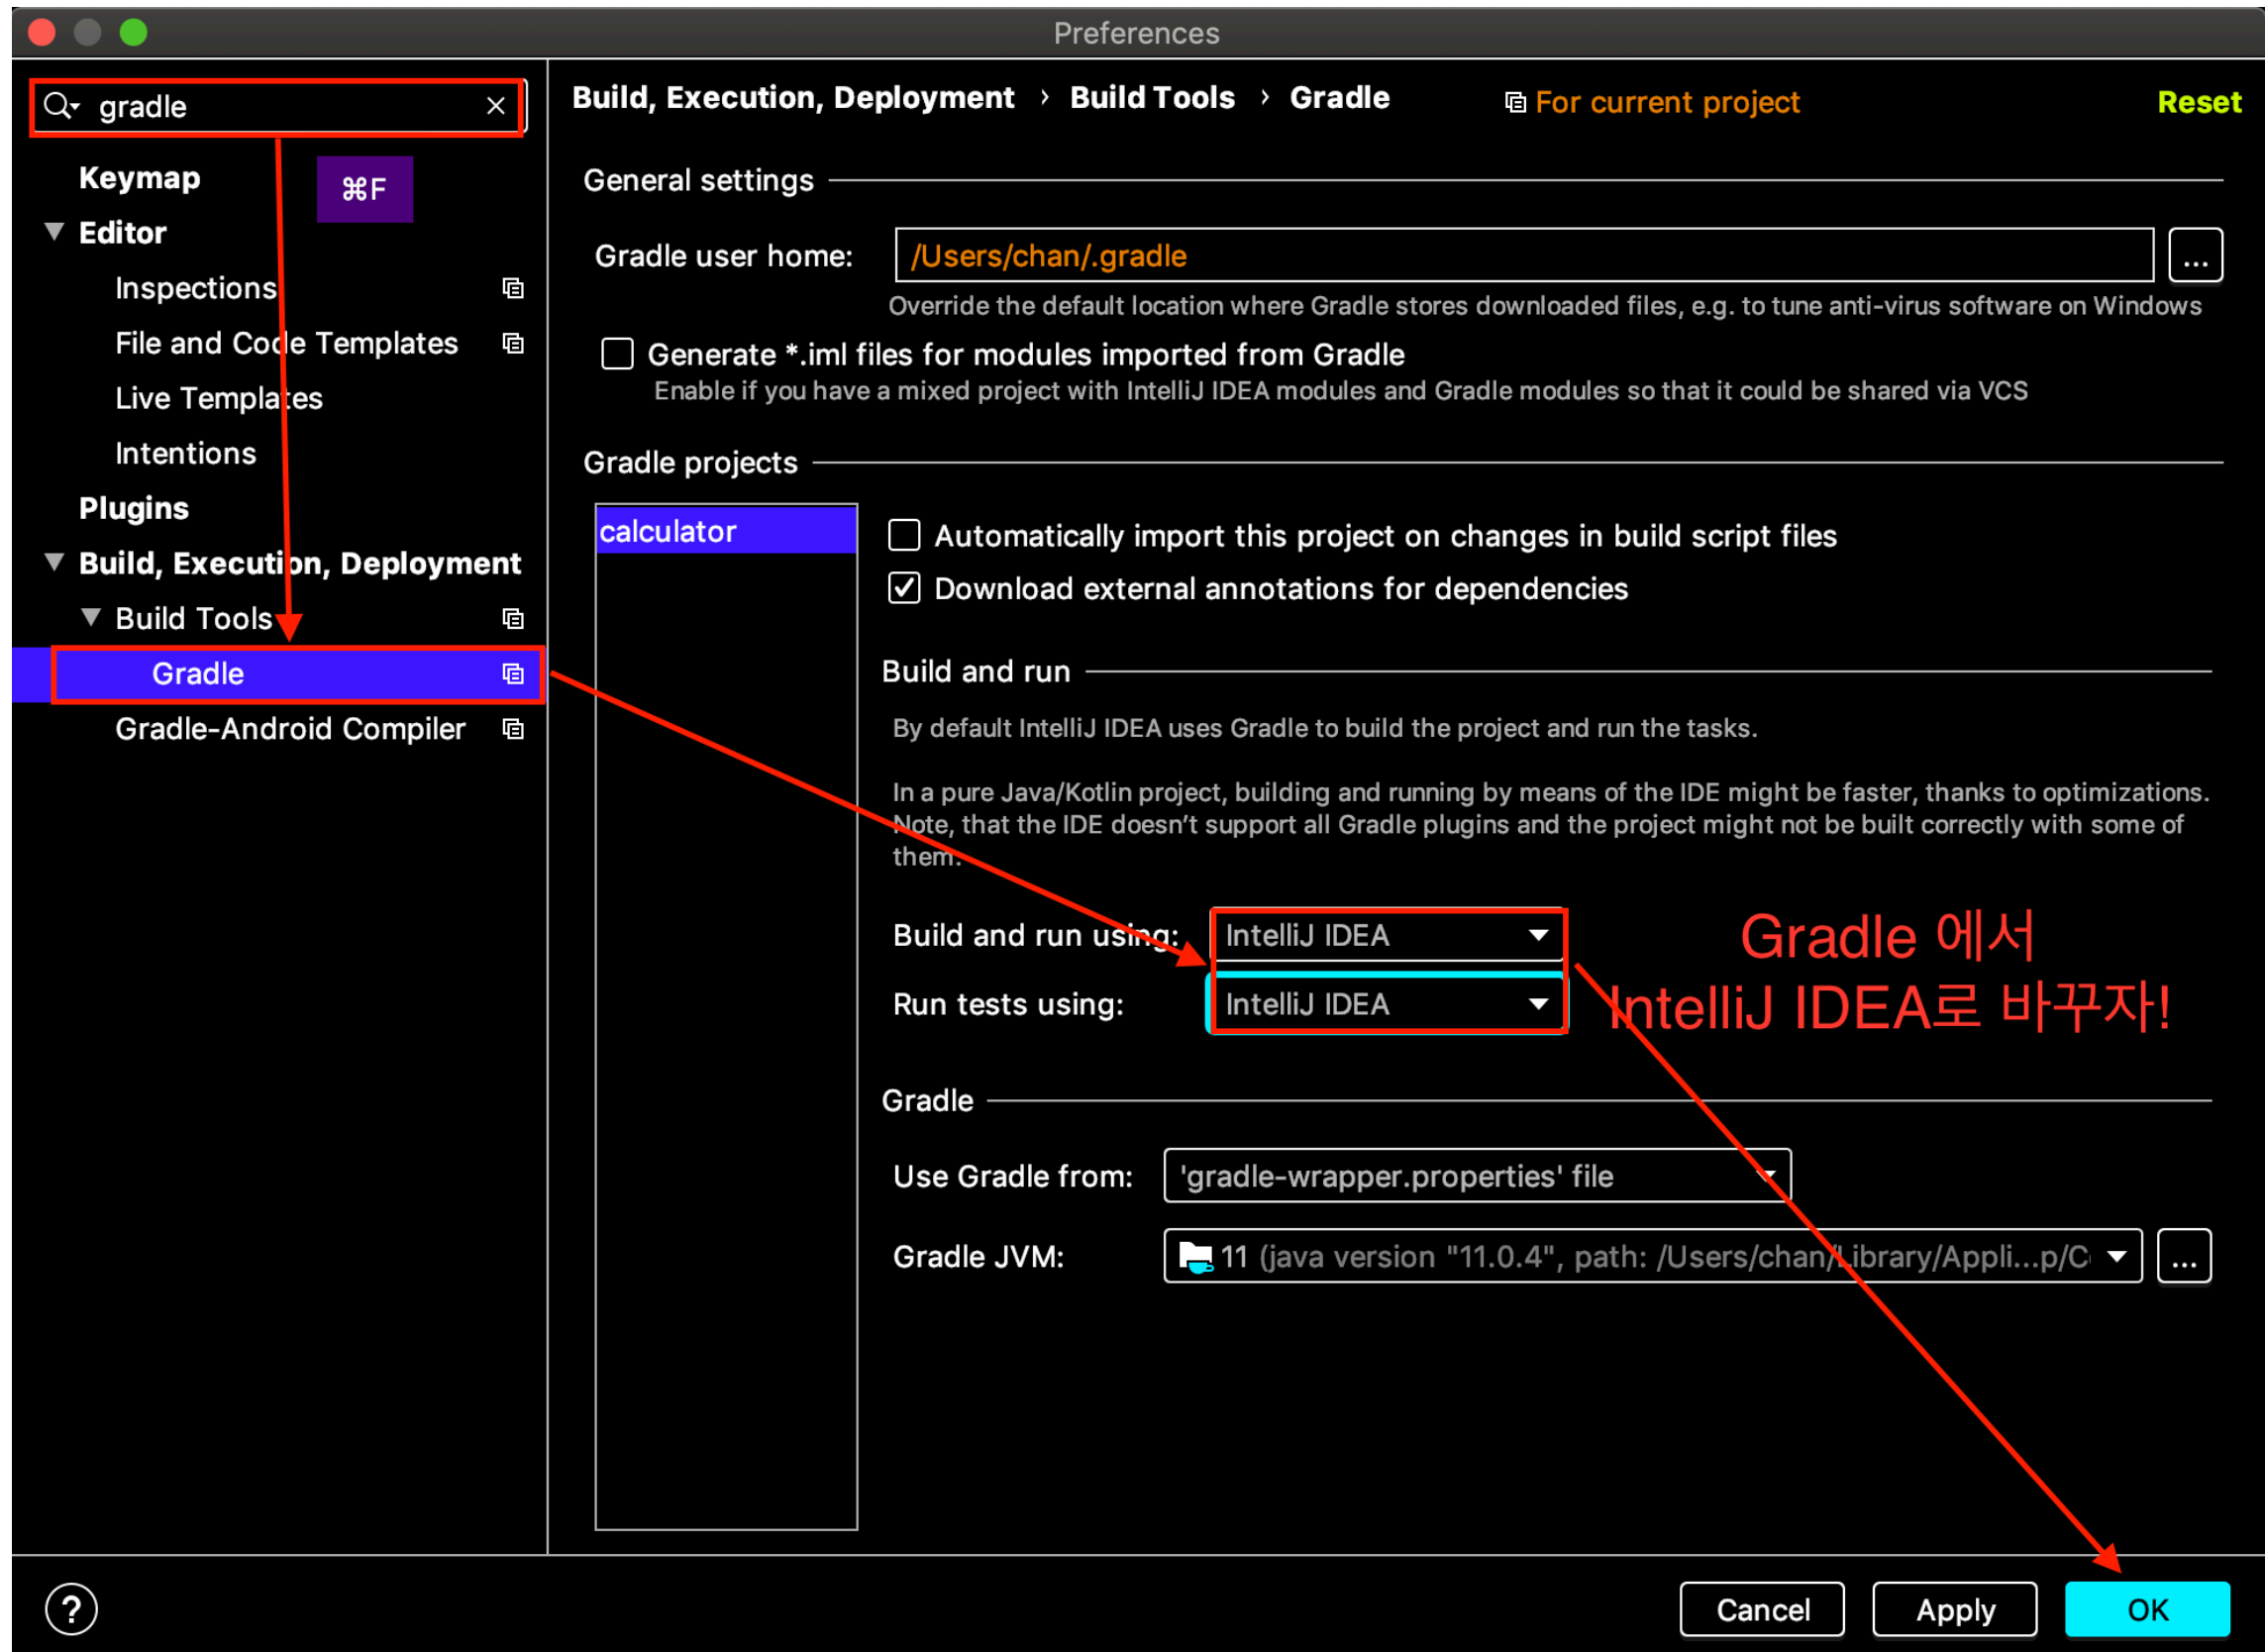 Preferences
gradle
⌘F
Keymap
Editor
Inspections
File and Code Templates
Live Templates
Intentions
Plugins
Build, Execution, Deployment
Build Tools
Gradle
Gradle-Android Compiler
Build, Execution, Deployment › Build Tools › Gradle
For current project
Reset
General settings
Gradle user home: /Users/chan/.gradle ...
Override the default location where Gradle stores downloaded files, e.g. to tune anti-virus software on Windows
Generate *.iml files for modules imported from Gradle
Enable if you have a mixed project with IntelliJ IDEA modules and Gradle modules so that it could be shared via VCS
Gradle projects
calculator
Automatically import this project on changes in build script files
Download external annotations for dependencies
Build and run
By default IntelliJ IDEA uses Gradle to build the project and run the tasks.
In a pure Java/Kotlin project, building and running by means of the IDE might be faster, thanks to optimizations.
Note, that the IDE doesn't support all Gradle plugins and the project might not be built correctly with some of
them.
Build and run using: IntelliJ IDEA
Run tests using: IntelliJ IDEA
Gradle 에서
IntelliJ IDEA로 바꾸자!
Gradle
Use Gradle from: 'gradle-wrapper.properties' file
Gradle JVM: 11 (java version "11.0.4", path: /Users/chan/Library/Appli...p/C ...
?
Cancel
Apply
OK